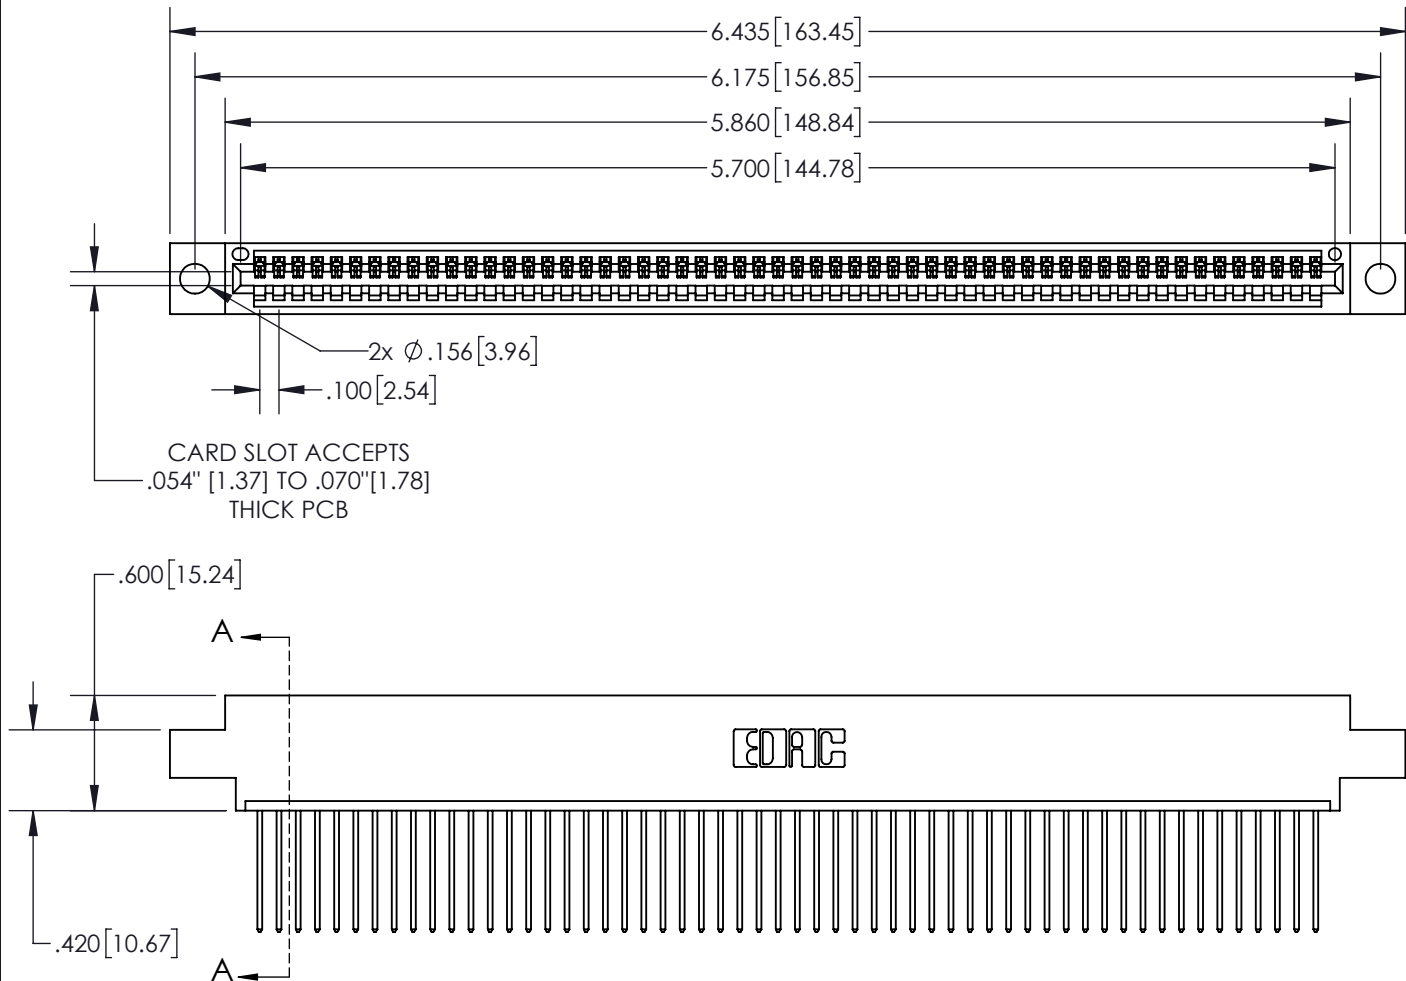 6.435[163.45]
6.175[156.85]
5.860[148.84]
5.700[144.78]
2x Ø.156[3.96]
.100[2.54]
CARD SLOT ACCEPTS
.054" [1.37] TO .070"[1.78]
THICK PCB
.600[15.24]
A
EDAC
.420[10.67]
A